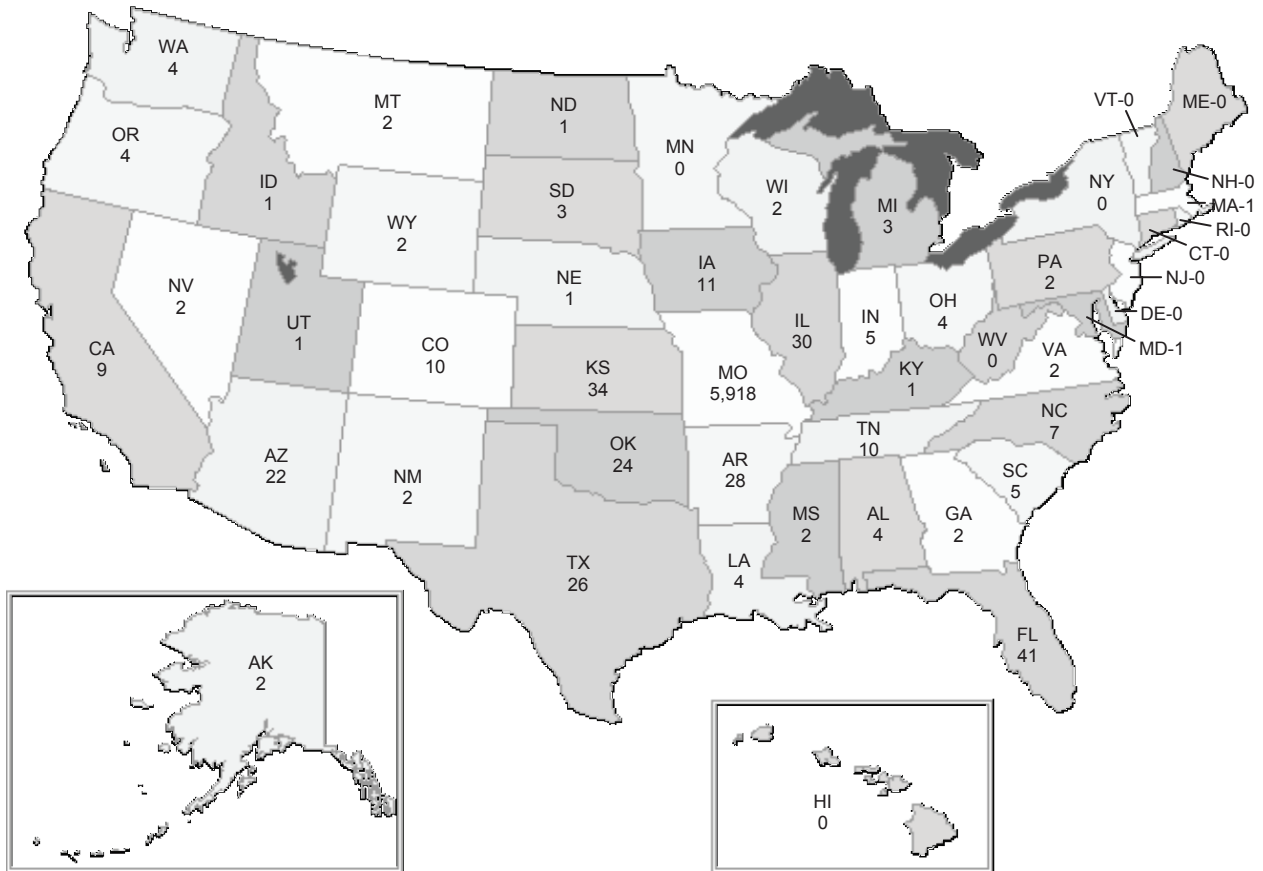 WA
4
MT
2
ND
1
MN
0
VT-0
ME-0
OR
4
ID
1
SD
3
WI
2
MI
3
NY
0
NH-0
MA-1
RI-0
CT-0
WY
2
IA
11
PA
2
NJ-0
NE
1
NV
2
UT
1
IL
30
IN
5
OH
4
DE-0
MD-1
WV
0
VA
2
CA
9
CO
10
KS
34
MO
5,918
KY
1
NC
7
TN
10
AZ
22
NM
2
OK
24
AR
28
SC
5
MS
2
AL
4
GA
2
TX
26
LA
4
FL
41
AK
2
HI
0